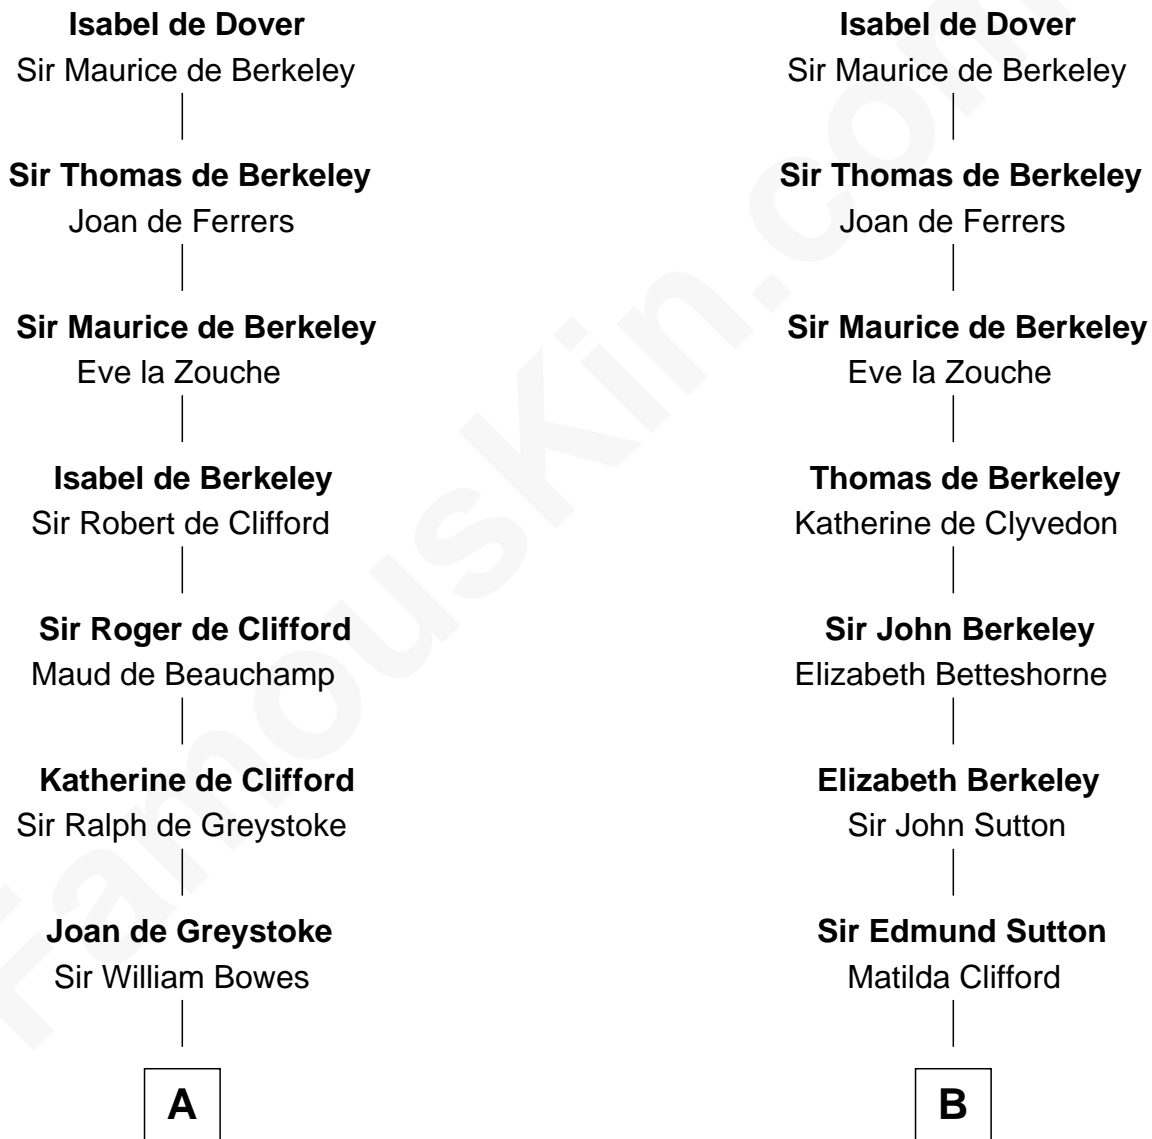 Isabel de Dover
Sir Maurice de Berkeley
Sir Thomas de Berkeley
Joan de Ferrers
Sir Maurice de Berkeley
Eve la Zouche
Isabel de Berkeley
Sir Robert de Clifford
Sir Roger de Clifford
Maud de Beauchamp
Katherine de Clifford
Sir Ralph de Greystoke
Joan de Greystoke
Sir William Bowes
A
Isabel de Dover
Sir Maurice de Berkeley
Sir Thomas de Berkeley
Joan de Ferrers
Sir Maurice de Berkeley
Eve la Zouche
Thomas de Berkeley
Katherine de Clyvedon
Sir John Berkeley
Elizabeth Betteshorne
Elizabeth Berkeley
Sir John Sutton
Sir Edmund Sutton
Matilda Clifford
B
FamousKin.com